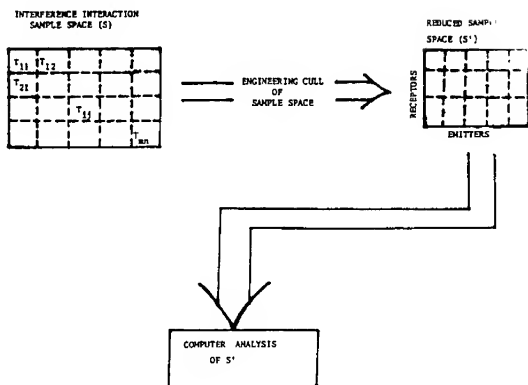 INTERFERENCE INTERACTION
SAMPLE SPACE (S)
T11 T12
T21
Tij
Tmn
ENGINEERING CULL
OF
SAMPLE SPACE
REDUCED
SPACE (S')
RECEPTORS
EMITTERS
COMPUTER ANALYSIS
OF S'